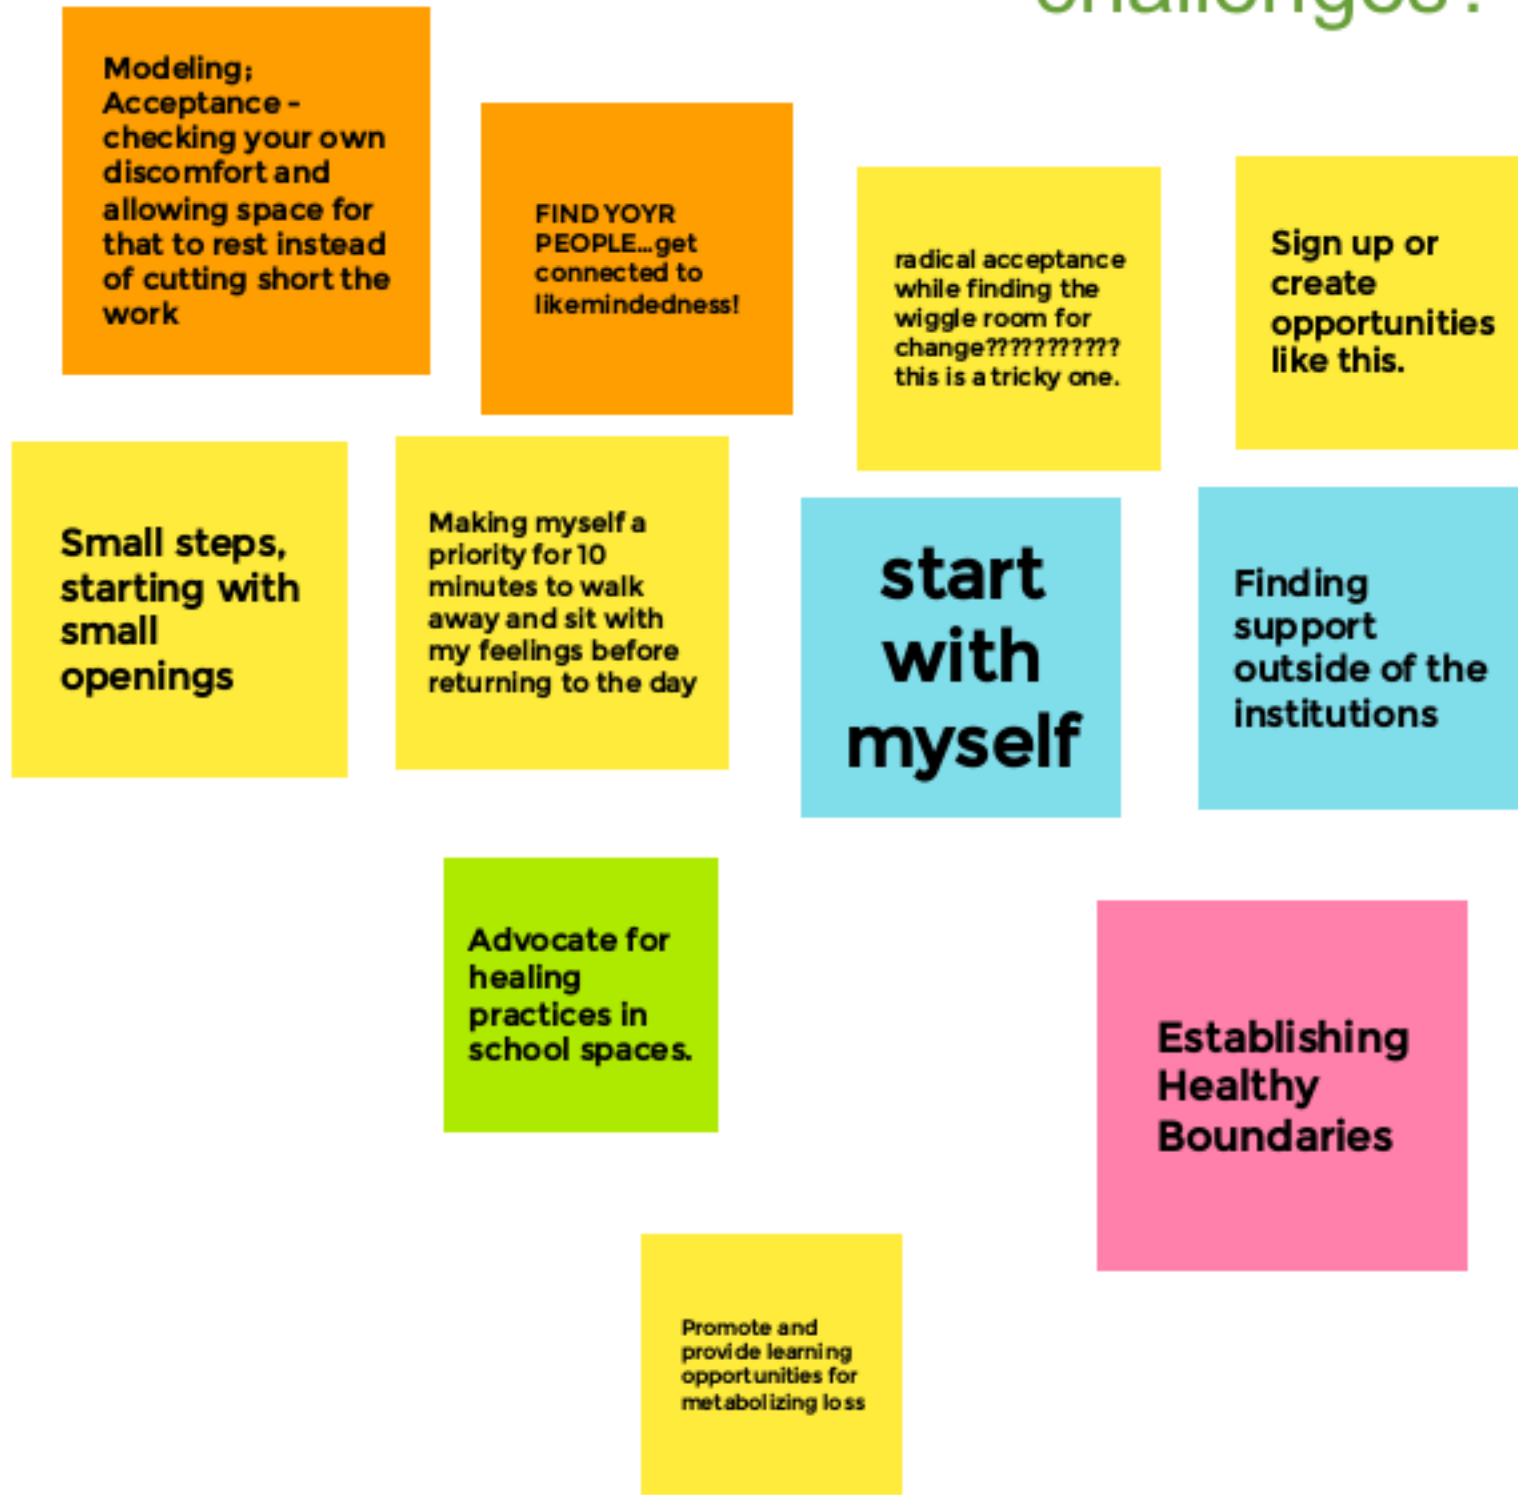 challenges?
Modeling;
Acceptance -
checking your own
discomfort and
allowing space for
that to rest instead
of cutting short the
work
FIND YOYR
PEOPLE...get
connected to
likemindedness!
radical acceptance
while finding the
wiggle room for
change???????????
this is a tricky one.
Sign up or
create
opportunities
like this.
Small steps,
starting with
small
openings
Making myself a
priority for 10
minutes to walk
away and sit with
my feelings before
returning to the day
start
with
myself
Finding
support
outside of the
institutions
Advocate for
healing
practices in
school spaces.
Establishing
Healthy
Boundaries
Promote and
provide learning
opportunities for
metabolizing loss